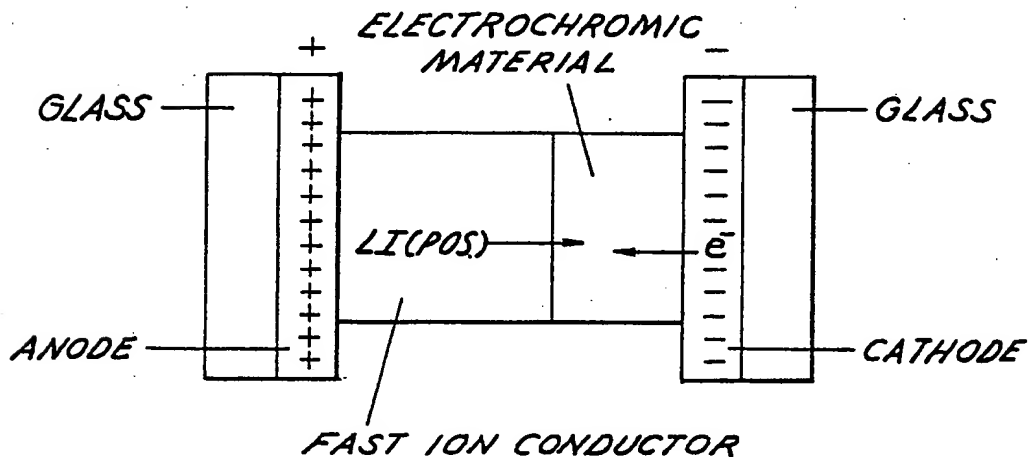 ELECTROCHROMIC
MATERIAL
+
−
GLASS
GLASS
+
+
+
+
+
+
+
+
+
+
+
+
−
−
−
−
−
−
−
−
−
−
−
LI(POS.)
e⁻
ANODE
CATHODE
FAST ION CONDUCTOR